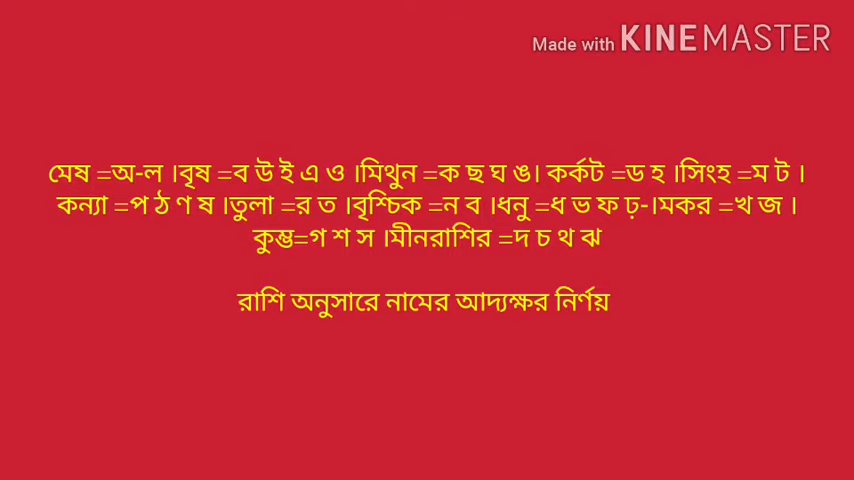 Made with KINEMASTER
মেষ =অ-ল ।বৃষ =ব উ ই এ ও ।মিথুন =ক ছ ঘ ঙ। কর্কট =ড হ ।সিংহ =ম ট ।
কন্যা =প ঠ ণ ষ ।তুলা =র ত ।বৃশ্চিক =ন ব ।ধনু =ধ ভ ফ ঢ়-।মকর =খ জ ।
কুম্ভ=গ শ স ।মীনরাশির =দ চ থ ঝ
রাশি অনুসারে নামের আদ্যক্ষর নির্ণয়